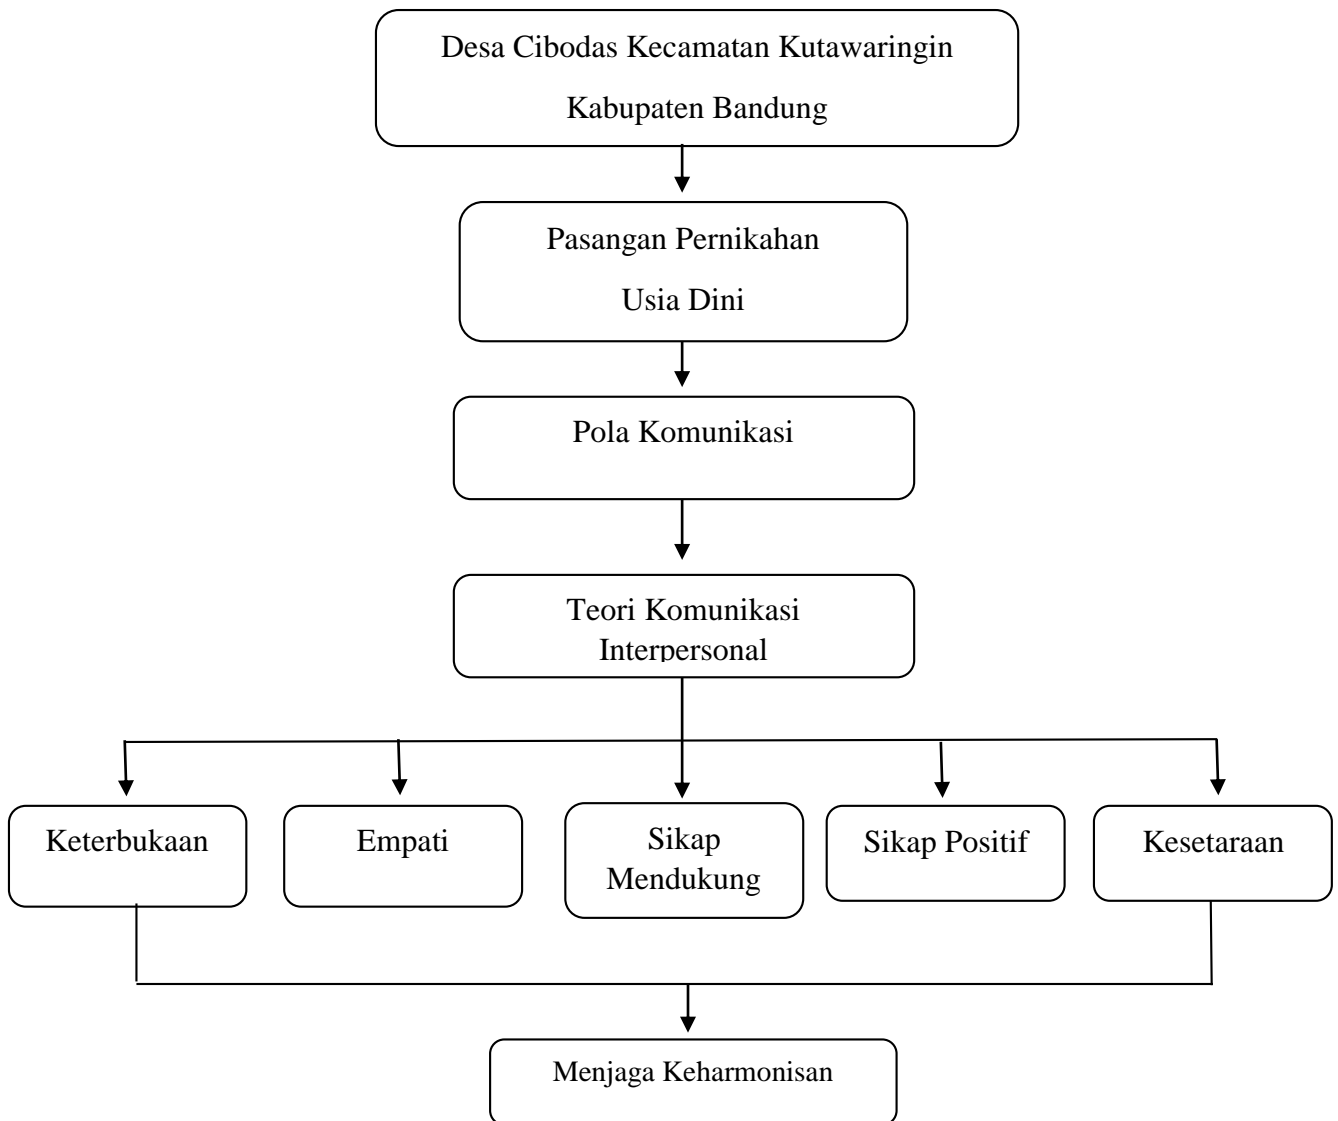 Desa Cibodas Kecamatan Kutawaringin
Kabupaten Bandung
Pasangan Pernikahan
Usia Dini
Pola Komunikasi
Teori Komunikasi
Interpersonal
Keterbukaan
Empati
Sikap
Mendukung
Sikap Positif
Kesetaraan
Menjaga Keharmonisan